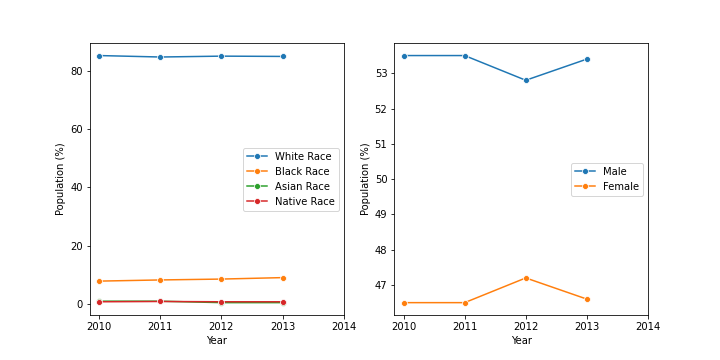 80
60
40
20
0
Population (%)
2010
2011
2012
2013
2014
Year
White Race
Black Race
Asian Race
Native Race
53
52
51
50
49
48
47
Population (%)
2010
2011
2012
2013
2014
Year
Male
Female